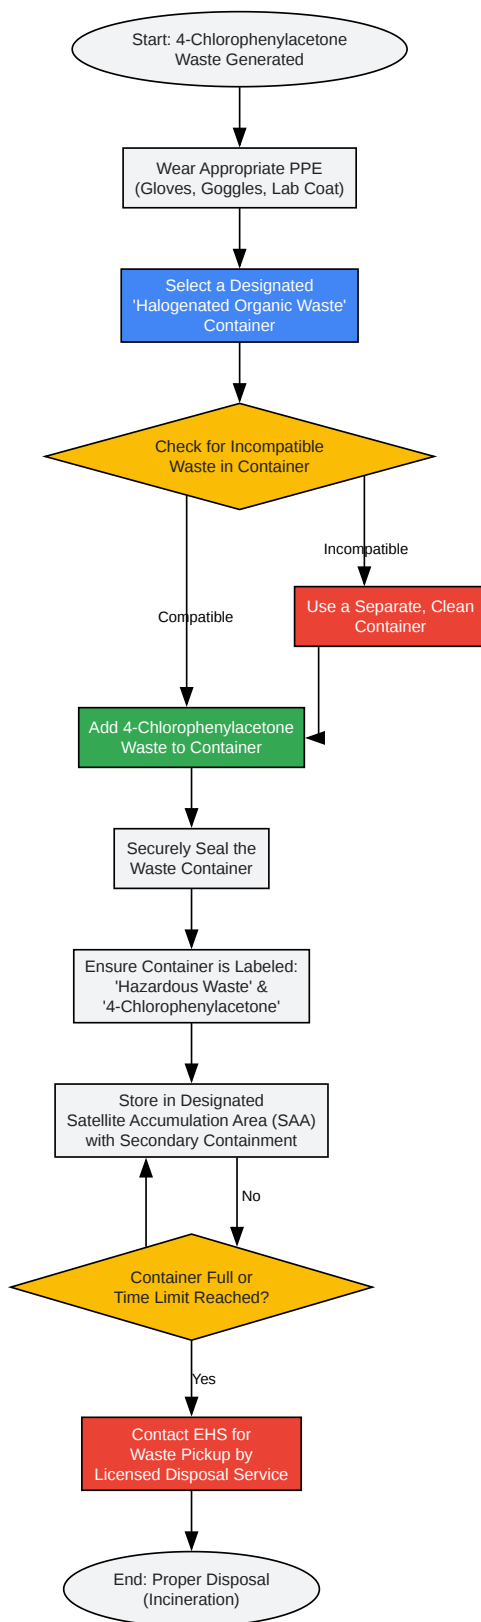 Start: 4-Chlorophenylacetone
Waste Generated
Wear Appropriate PPE
(Gloves, Goggles, Lab Coat)
Select a Designated
'Halogenated Organic Waste'
Container
Check for Incompatible
Waste in Container
Incompatible
Use a Separate, Clean
Container
Compatible
Add 4-Chlorophenylacetone
Waste to Container
Securely Seal the
Waste Container
Ensure Container is Labeled:
'Hazardous Waste' &
'4-Chlorophenylacetone'
Store in Designated
Satellite Accumulation Area (SAA)
with Secondary Containment
No
Container Full or
Time Limit Reached?
Yes
Contact EHS for
Waste Pickup by
Licensed Disposal Service
End: Proper Disposal
(Incineration)